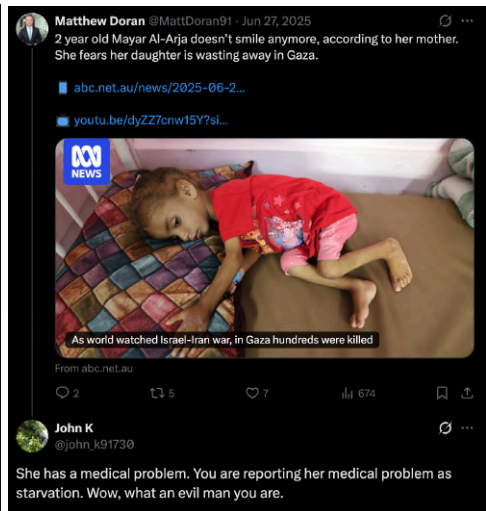 Matthew Doran @MattDoran91 · Jun 27, 2025
2 year old Mayar Al-Arja doesn't smile anymore, according to her mother.
She fears her daughter is wasting away in Gaza.
abc.net.au/news/2025-06-2...
youtu.be/dyZZ7cnw15Y?si...
NEWS
As world watched Israel-Iran war, in Gaza hundreds were killed
From abc.net.au
2 5 7 674
John K
@john_k91730
She has a medical problem. You are reporting her medical problem as
starvation. Wow, what an evil man you are.